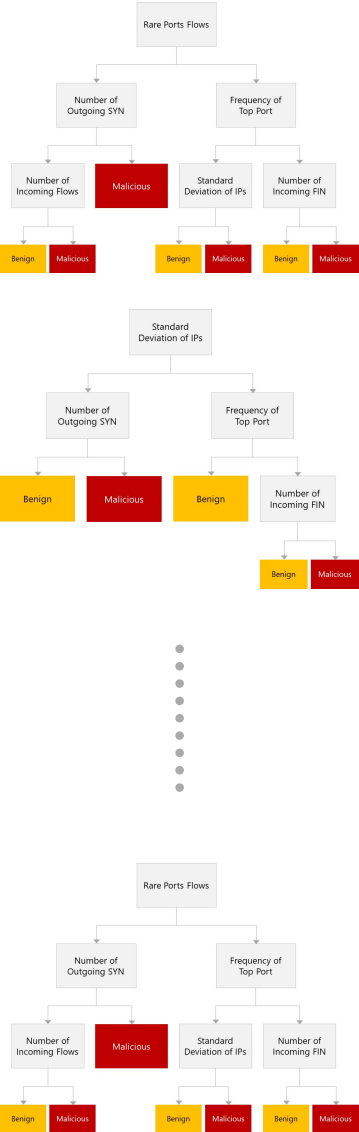 Rare Ports Flows
Number of
Outgoing SYN
Frequency of
Top Port
Number of
Incoming Flows
Malicious
Standard
Deviation of IPs
Number of
Incoming FIN
Benign
Malicious
Benign
Malicious
Benign
Malicious
Standard
Deviation of IPs
Number of
Outgoing SYN
Frequency of
Top Port
Benign
Malicious
Benign
Number of
Incoming FIN
Benign
Malicious
Rare Ports Flows
Number of
Outgoing SYN
Frequency of
Top Port
Number of
Incoming Flows
Malicious
Standard
Deviation of IPs
Number of
Incoming FIN
Benign
Malicious
Benign
Malicious
Benign
Malicious